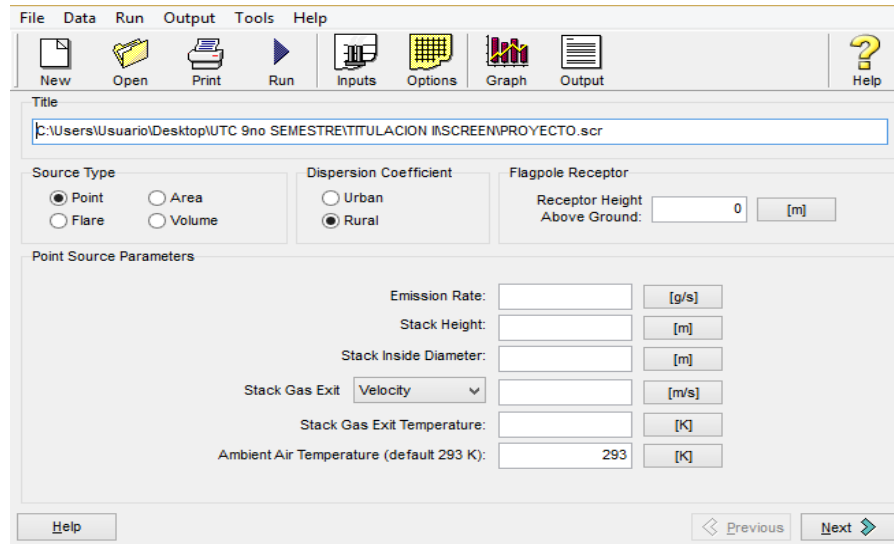 File Data Run Output Tools Help
New Open Print Run Inputs Options Graph Output Help
Title
C:\Users\Usuario\Desktop\UTC 9no SEMESTRE\TITULACION II\SCREEN\PROYECTO.scr
Source Type Dispersion Coefficient Flagpole Receptor
Point Area Urban Receptor Height
Above Ground: 0 [m]
Flare Volume Rural
Point Source Parameters
Emission Rate: [g/s]
Stack Height: [m]
Stack Inside Diameter: [m]
Stack Gas Exit Velocity [m/s]
Stack Gas Exit Temperature: [K]
Ambient Air Temperature (default 293 K): 293 [K]
Help Previous Next